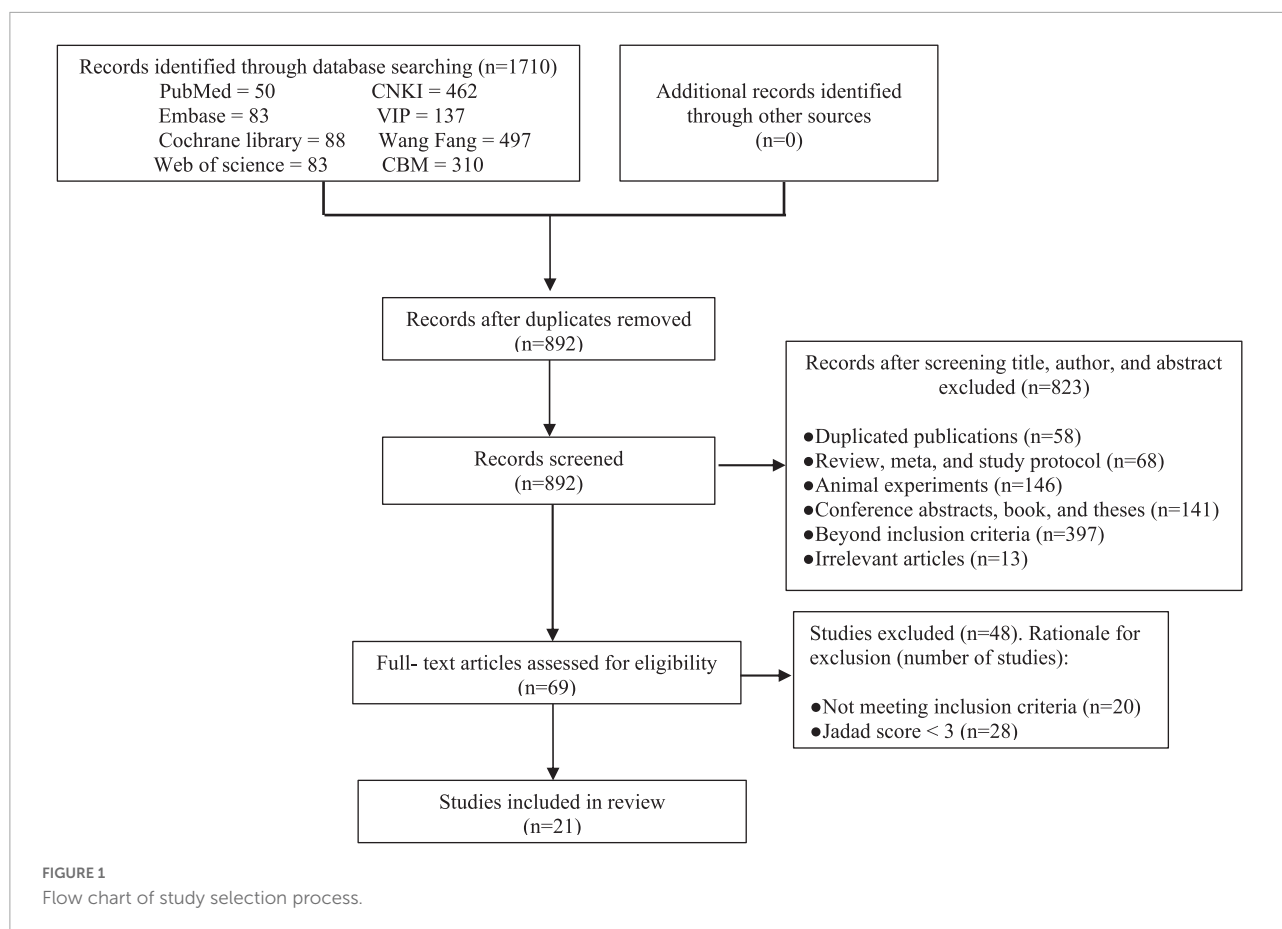 Records identified through database searching (n=1710)
PubMed = 50 CNKI = 462
Embase = 83 VIP = 137
Cochrane library = 88 Wang Fang = 497
Web of science = 83 CBM = 310
Additional records identified
through other sources
(n=0)
Records after duplicates removed
(n=892)
Records after screening title, author, and abstract
excluded (n=823)
●Duplicated publications (n=58)
●Review, meta, and study protocol (n=68)
●Animal experiments (n=146)
●Conference abstracts, book, and theses (n=141)
●Beyond inclusion criteria (n=397)
●Irrelevant articles (n=13)
Records screened
(n=892)
Full- text articles assessed for eligibility
(n=69)
Studies excluded (n=48). Rationale for
exclusion (number of studies):
●Not meeting inclusion criteria (n=20)
●Jadad score < 3 (n=28)
Studies included in review
(n=21)
FIGURE 1
Flow chart of study selection process.